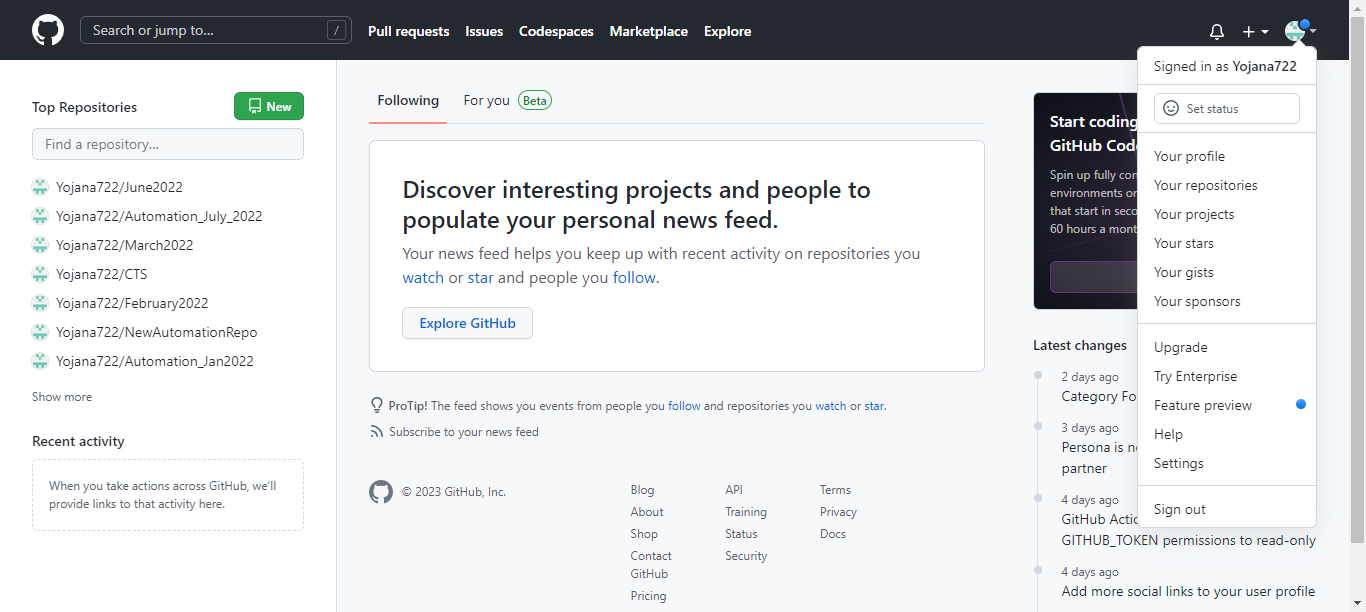 Search or jump to...
/
Pull requests
Issues
Codespaces
Marketplace
Explore
Top Repositories
New
Find a repository...
Yojana722/June2022
Yojana722/Automation_July_2022
Yojana722/March2022
Yojana722/CTS
Yojana722/February2022
Yojana722/NewAutomationRepo
Yojana722/Automation_Jan2022
Show more
Recent activity
When you take actions across GitHub, we'll
provide links to that activity here.
Following
For you
Beta
Discover interesting projects and people to
populate your personal news feed.
Your news feed helps you keep up with recent activity on repositories you
watch or star and people you follow.
Explore GitHub
ProTip! The feed shows you events from people you follow and repositories you watch or star.
Subscribe to your news feed
© 2023 GitHub, Inc.
Blog
About
Shop
Contact
GitHub
Pricing
API
Training
Status
Security
Terms
Privacy
Docs
Start coding
GitHub
Spin up fully
environments
that start in
60 hours a
Latest changes
2 days ago
Category
3 days ago
Persona is
partner
4 days ago
GitHub
GITHUB_TOKEN permissions to read-only
4 days ago
Add more social links to your user profile
Signed in as Yojana722
Set status
Your profile
Your repositories
Your projects
Your stars
Your gists
Your sponsors
Upgrade
Try Enterprise
Feature preview
Help
Settings
Sign out